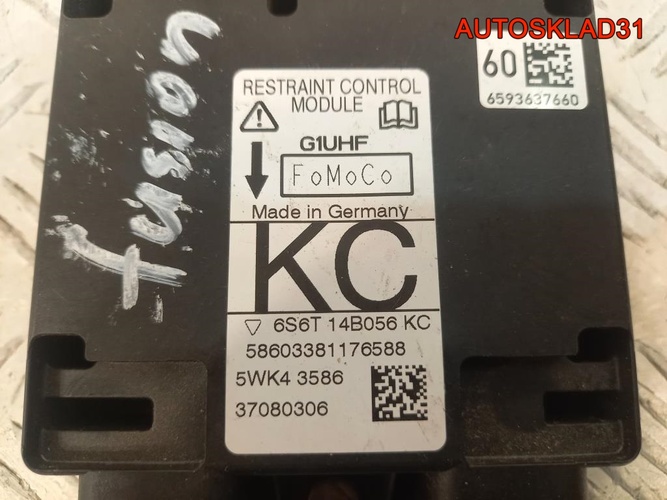 AUTOSKLAD31
60
6593637660
fusion
RESTRAINT CONTROL
MODULE
G1UHF
FoMoCo
Made in Germany
KC
6S6T 14B056 KC
58603381176588
5WK4 3586
37080306